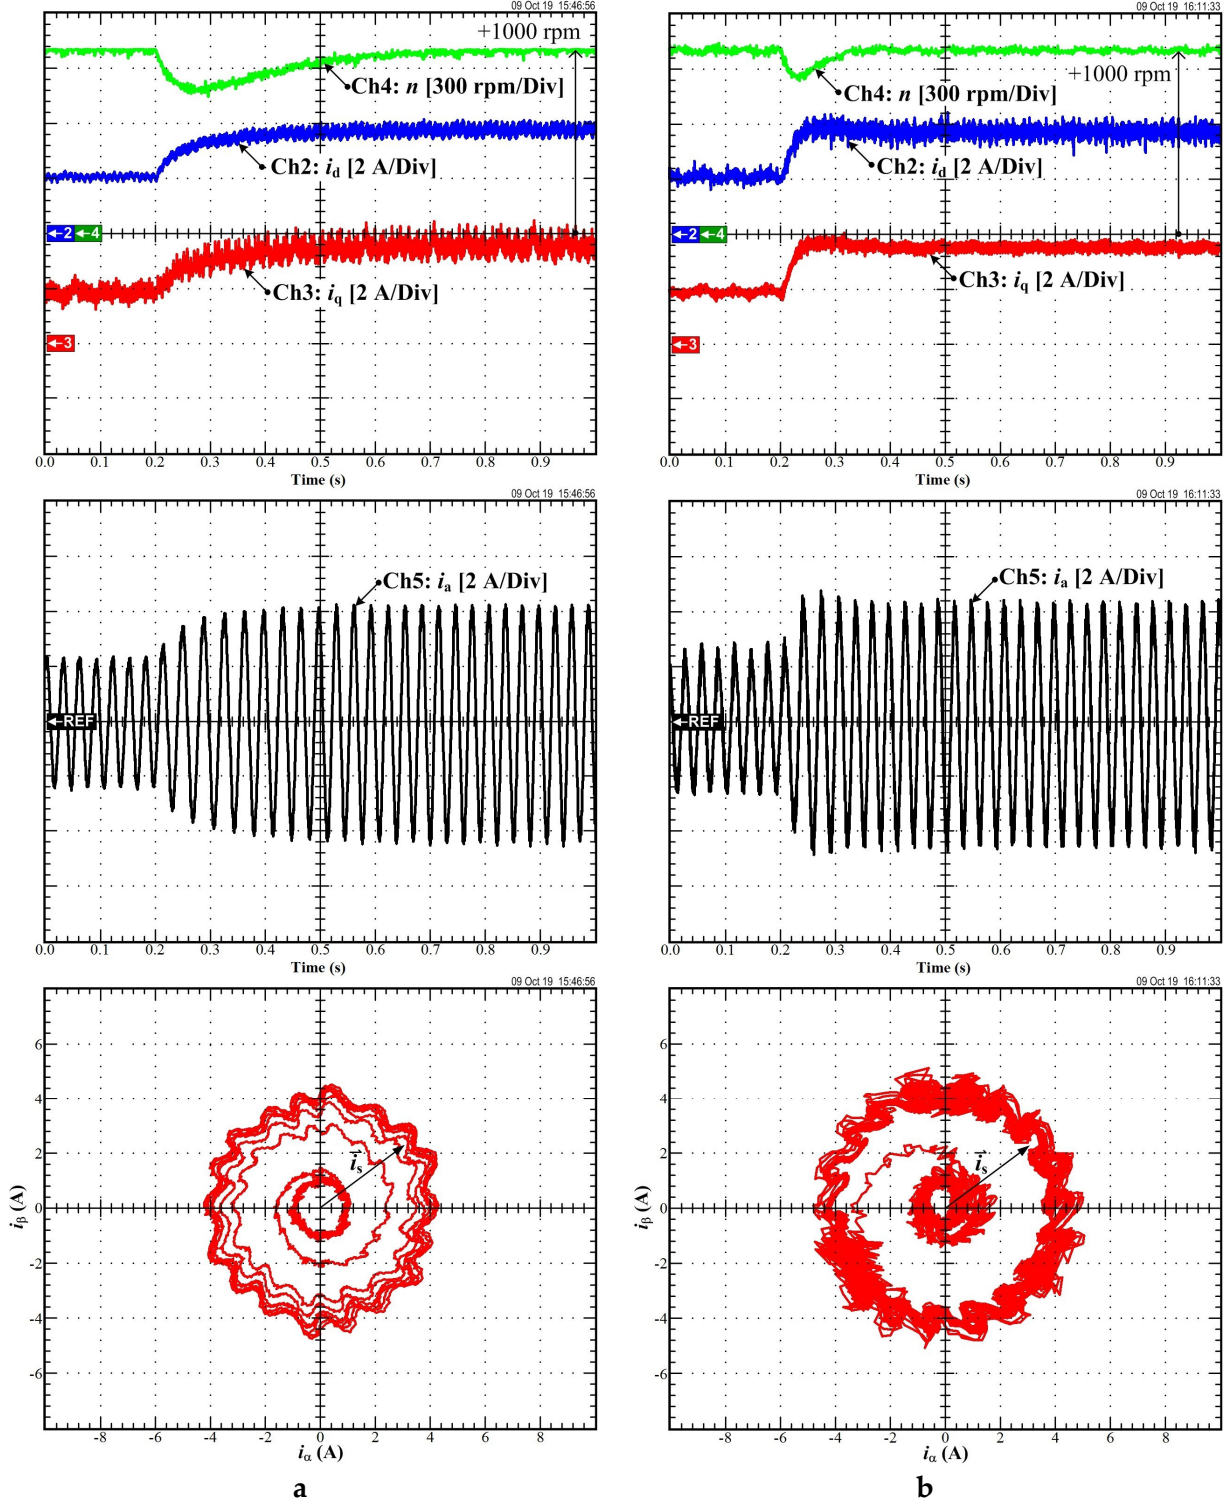 09 Oct 19 15:46:56
+1000 rpm
Ch4: n [300 rpm/Div]
Ch2: id [2 A/Div]
2
4
Ch3: iq [2 A/Div]
3
0.0 0.1 0.2 0.3 0.4 0.5 0.6 0.7 0.8 0.9
Time (s)
09 Oct 19 16:11:33
+1000 rpm
Ch4: n [300 rpm/Div]
Ch2: id [2 A/Div]
2
4
Ch3: iq [2 A/Div]
3
0.0 0.1 0.2 0.3 0.4 0.5 0.6 0.7 0.8 0.9
Time (s)
09 Oct 19 15:46:56
Ch5: ia [2 A/Div]
REF
0.0 0.1 0.2 0.3 0.4 0.5 0.6 0.7 0.8 0.9
Time (s)
09 Oct 19 16:11:33
Ch5: ia [2 A/Div]
REF
0.0 0.1 0.2 0.3 0.4 0.5 0.6 0.7 0.8 0.9
Time (s)
09 Oct 19 15:46:56
6
4
2
0
-2
-4
-6
iβ (A)
is
-8 -6 -4 -2 0 2 4 6 8
iα (A)
a
09 Oct 19 16:11:33
6
4
2
0
-2
-4
-6
iβ (A)
is
-8 -6 -4 -2 0 2 4 6 8
iα (A)
b